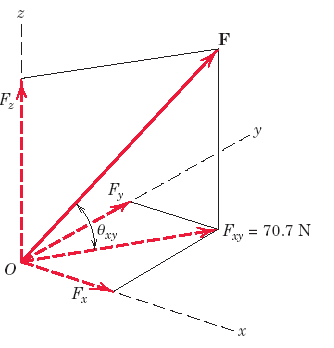 z
F
F_z
y
F_y
θ_xy
F_xy = 70.7 N
O
F_x
x